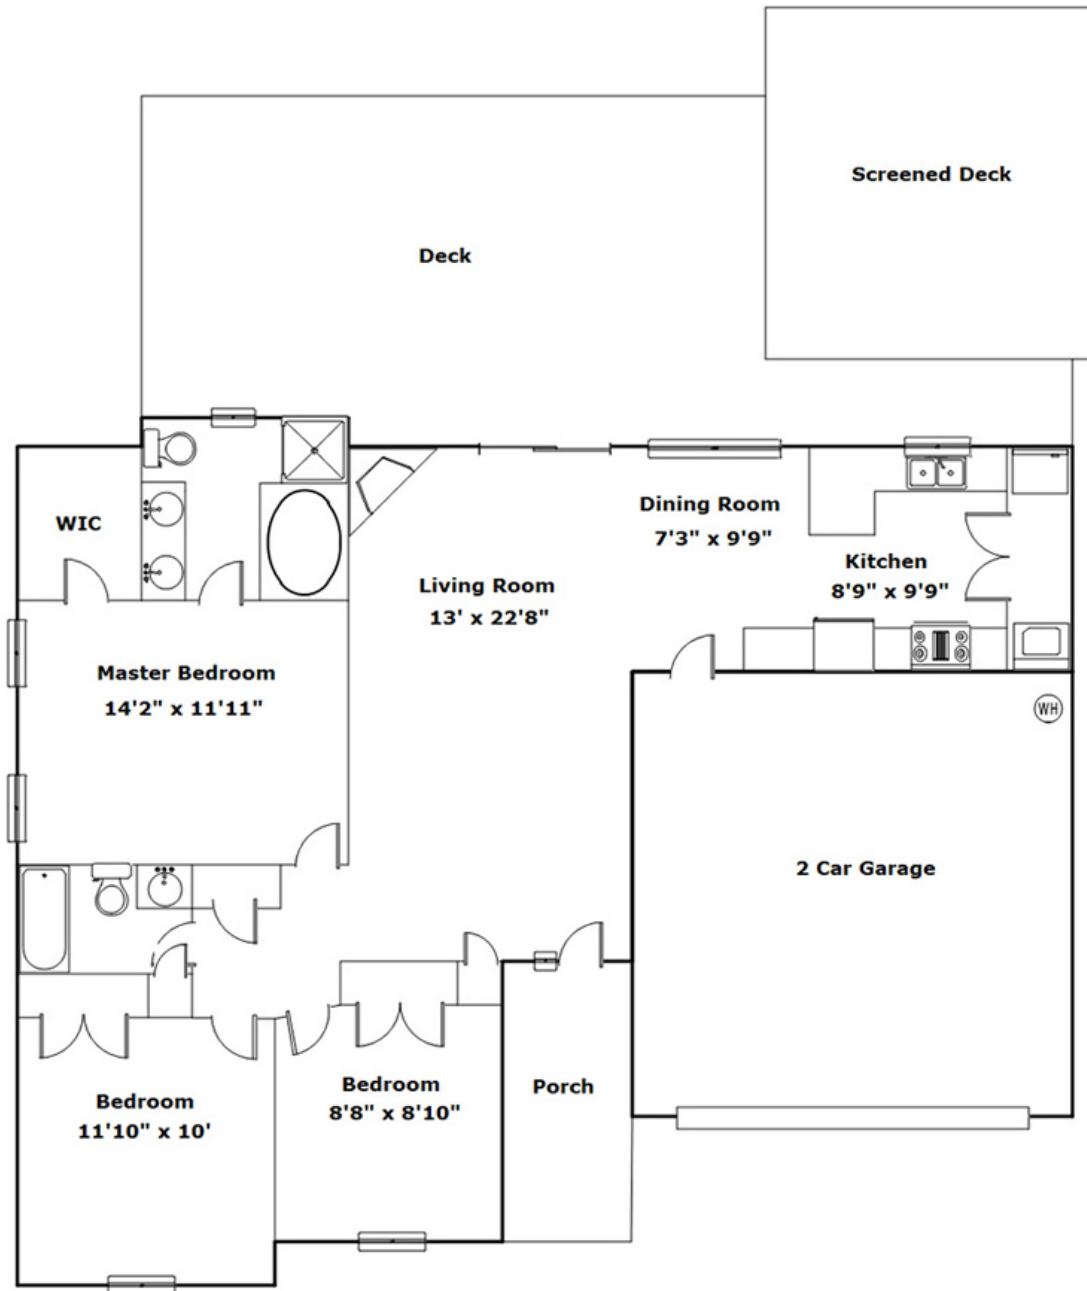 Screened Deck
Deck
Dining Room
7'3" x 9'9"
WIC
Kitchen
8'9" x 9'9"
Living Room
13' x 22'8"
Master Bedroom
14'2" x 11'11"
WH
2 Car Garage
Bedroom
8'8" x 8'10"
Porch
Bedroom
11'10" x 10'